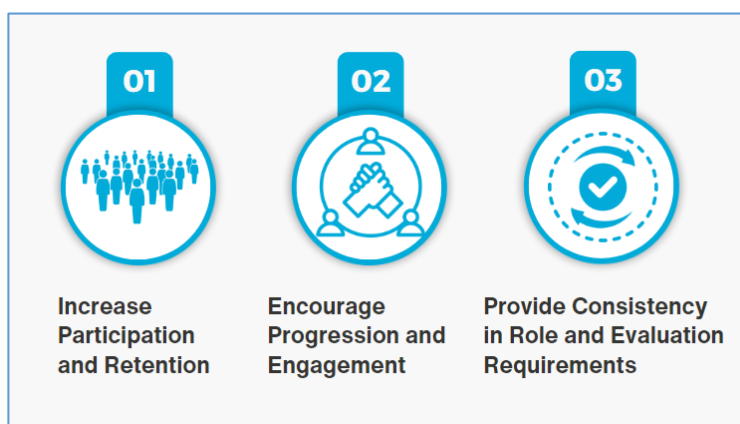 01
Increase
Participation
and Retention
02
Encourage
Progression and
Engagement
03
Provide Consistency
in Role and Evaluation
Requirements